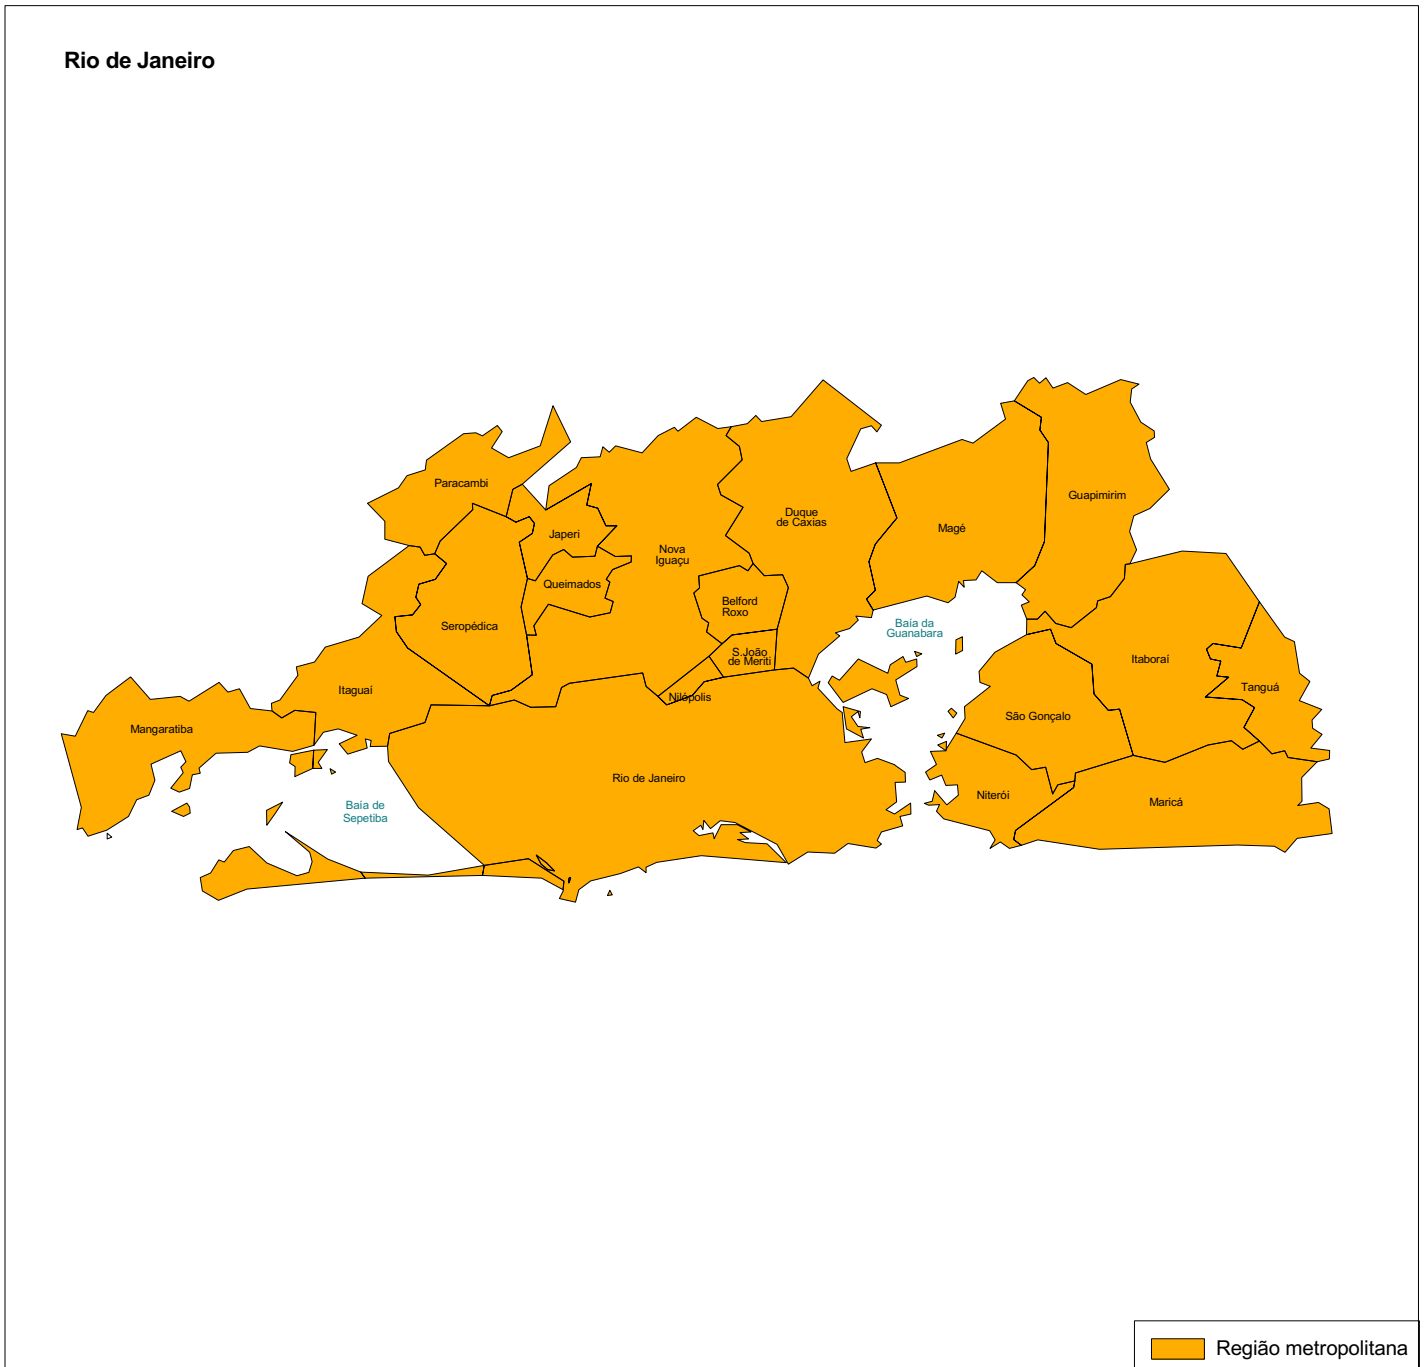 Rio de Janeiro
Paracambi
Guapimirim
Duque
de Caxias
Magé
Japeri
Nova
Iguaçu
Queimados
Belford
Roxo
Baía da
Guanabara
Seropédica
S.João
de Meriti
Itaboraí
Itaguaí
Nilópolis
Tanguá
São Gonçalo
Mangaratiba
Rio de Janeiro
Niterói
Maricá
Baía de
Sepetiba
Região metropolitana